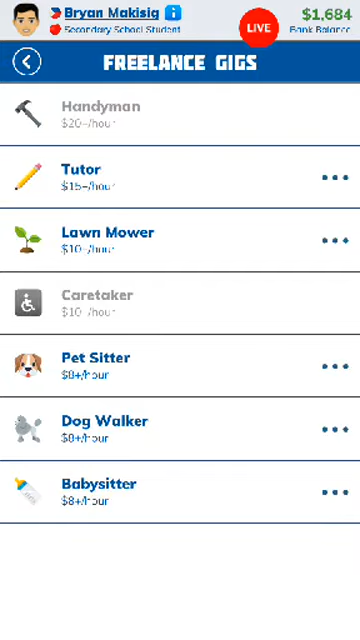 Bryan Makisig i
Secondary School Student
LIVE
$1,684
Bank Balance
FREELANCE GIGS
Handyman
$20+/hour
Tutor
$15+/hour
Lawn Mower
$10+/hour
Caretaker
$10+/hour
Pet Sitter
$8+/hour
Dog Walker
$8+/hour
Babysitter
$8+/hour